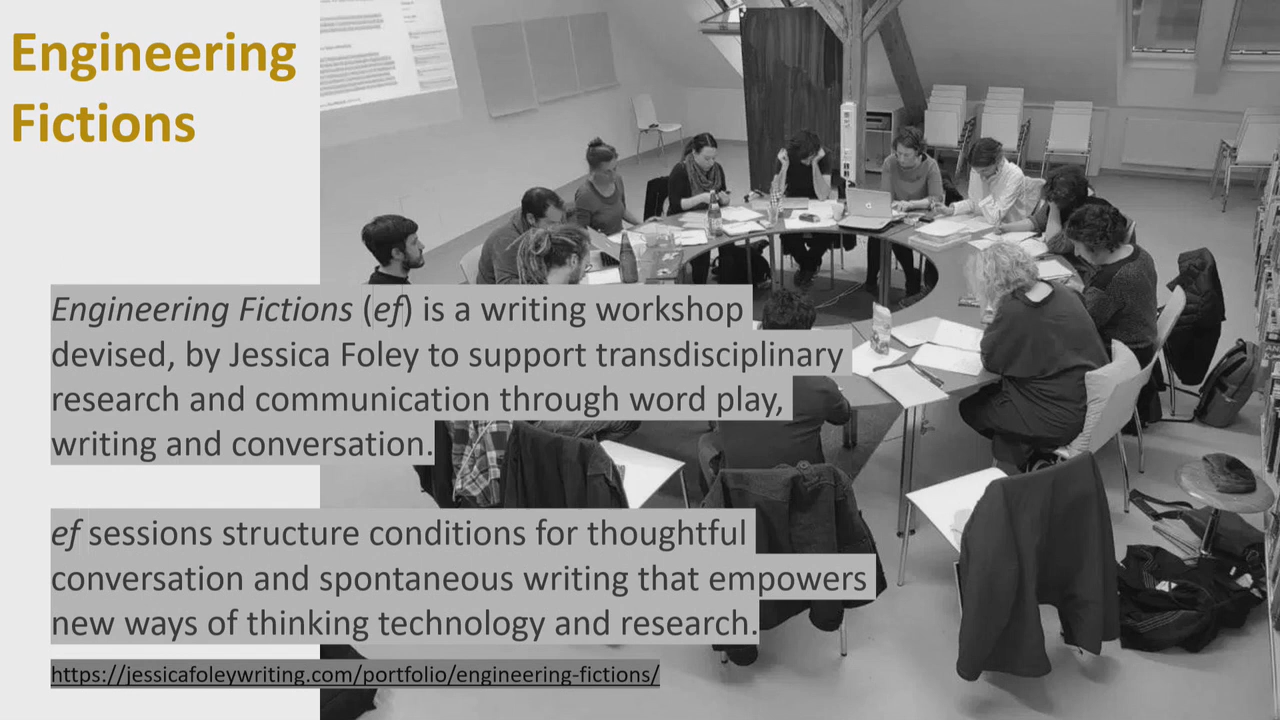 Engineering
Fictions
Engineering Fictions (ef) is a writing workshop
devised, by Jessica Foley to support transdisciplinary
research and communication through word play,
writing and conversation.
ef sessions structure conditions for thoughtful
conversation and spontaneous writing that empowers
new ways of thinking technology and research.
https://jessicafoleywriting.com/portfolio/engineering-fictions/